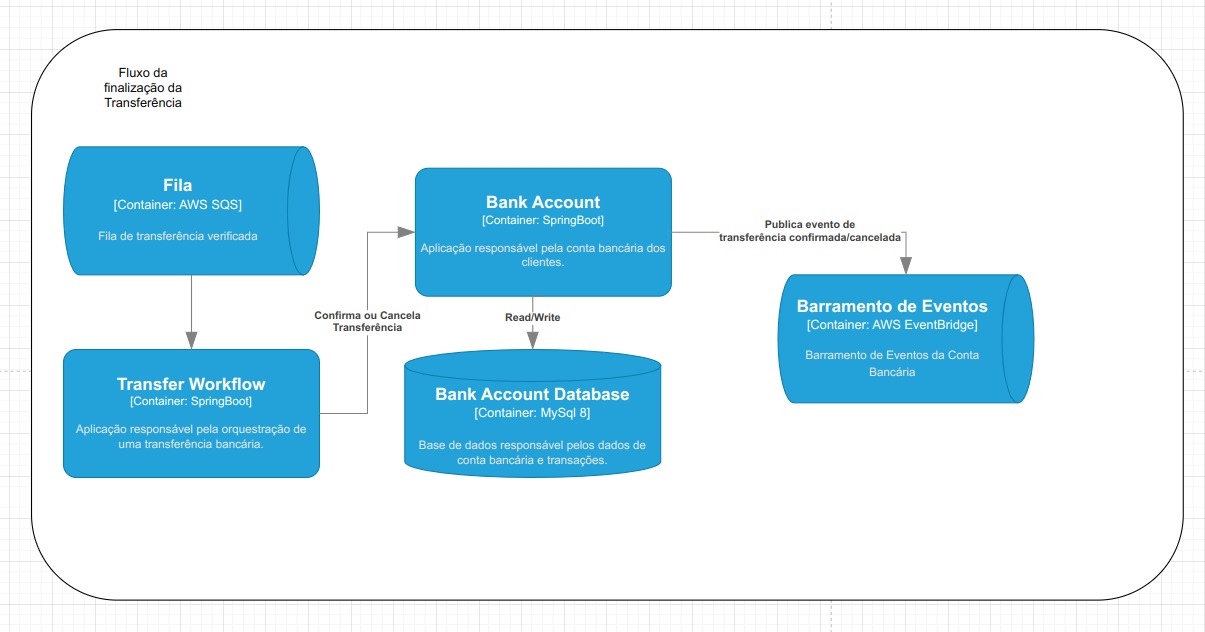 Fluxo da
finalização da
Transferência
Fila
[Container: AWS SQS]
Fila de transferência verificada
Bank Account
[Container: SpringBoot]
Aplicação responsável pela conta bancária dos
clientes.
Publica evento de
transferência confirmada/cancelada
Confirma ou Cancela
Transferência
Read/Write
Barramento de Eventos
[Container: AWS EventBridge]
Barramento de Eventos da Conta
Bancária
Transfer Workflow
[Container: SpringBoot]
Aplicação responsável pela orquestração de
uma transferência bancária.
Bank Account Database
[Container: MySql 8]
Base de dados responsável pelos dados de
conta bancária e transações.